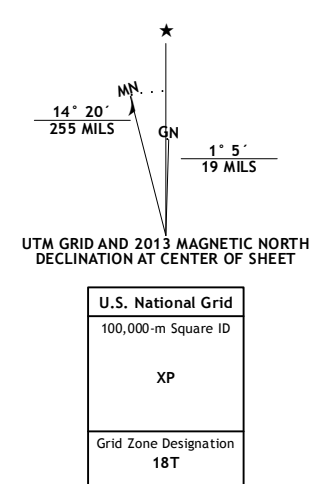 ★
MN
14° 20´
255 MILS
GN
1° 5´
19 MILS
UTM GRID AND 2013 MAGNETIC NORTH
DECLINATION AT CENTER OF SHEET
U.S. National Grid
100,000-m Square ID
XP
Grid Zone Designation
18T